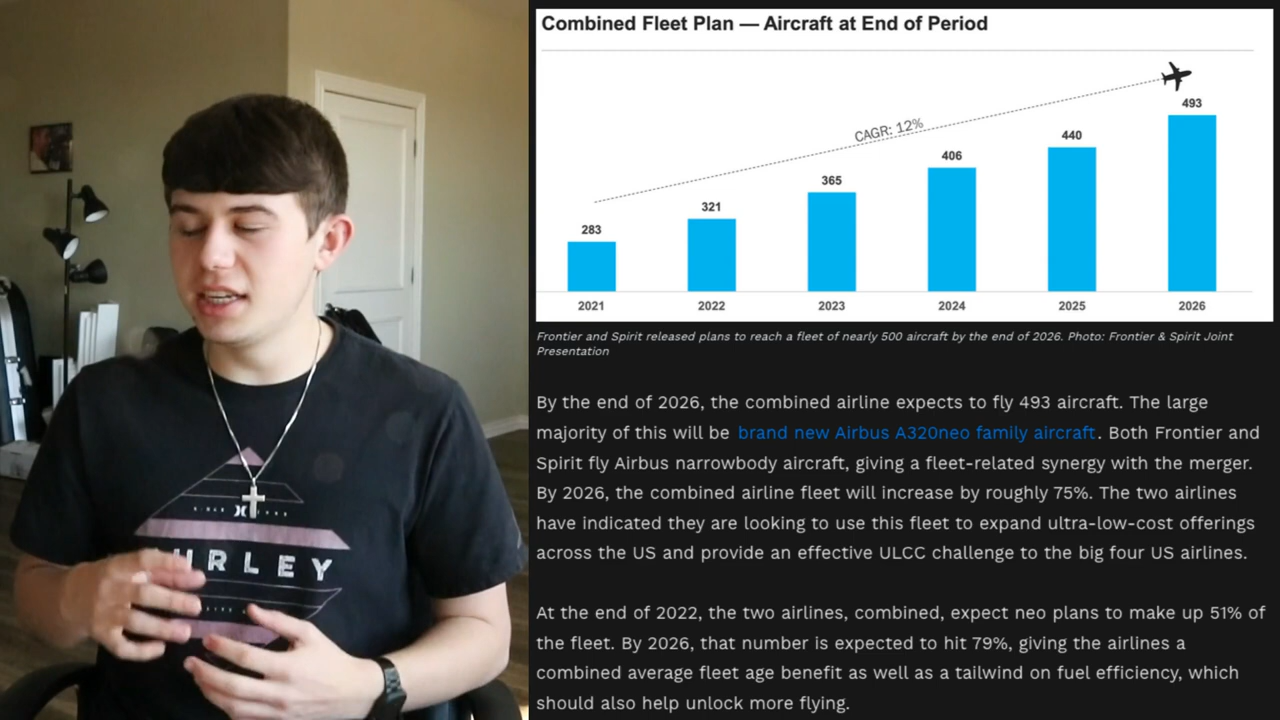 Combined Fleet Plan — Aircraft at End of Period
CAGR: 12%
283
321
365
406
440
493
2021
2022
2023
2024
2025
2026
Frontier and Spirit released plans to reach a fleet of nearly 500 aircraft by the end of 2026. Photo: Frontier & Spirit Joint
Presentation
By the end of 2026, the combined airline expects to fly 493 aircraft. The large
majority of this will be brand new Airbus A320neo family aircraft. Both Frontier and
Spirit fly Airbus narrowbody aircraft, giving a fleet-related synergy with the merger.
By 2026, the combined airline fleet will increase by roughly 75%. The two airlines
have indicated they are looking to use this fleet to expand ultra-low-cost offerings
across the US and provide an effective ULCC challenge to the big four US airlines.
At the end of 2022, the two airlines, combined, expect neo plans to make up 51% of
the fleet. By 2026, that number is expected to hit 79%, giving the airlines a
combined average fleet age benefit as well as a tailwind on fuel efficiency, which
should also help unlock more flying.
URLEY